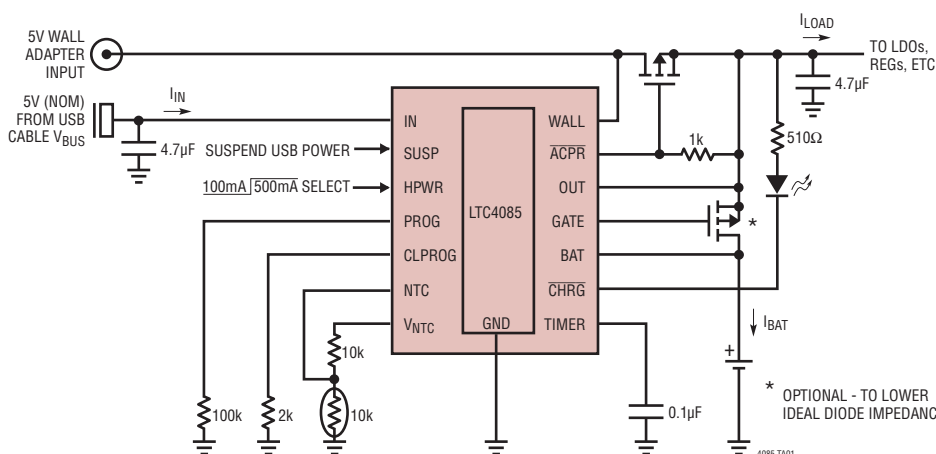 5V WALL
ADAPTER
INPUT
I_LOAD
TO LDOs,
REGs, ETC
5V (NOM)
FROM USB
CABLE V_BUS
I_IN
4.7µF
4.7µF
510Ω
1k
SUSPEND USB POWER
100mA 500mA SELECT
IN
SUSP
HPWR
PROG
CLPROG
NTC
V_NTC
LTC4085
GND
WALL
ACPR
OUT
GATE
BAT
CHRG
TIMER
*
I_BAT
+
10k
100k
2k
10k
0.1µF
* OPTIONAL - TO LOWER
IDEAL DIODE IMPEDANC
4085 TA01